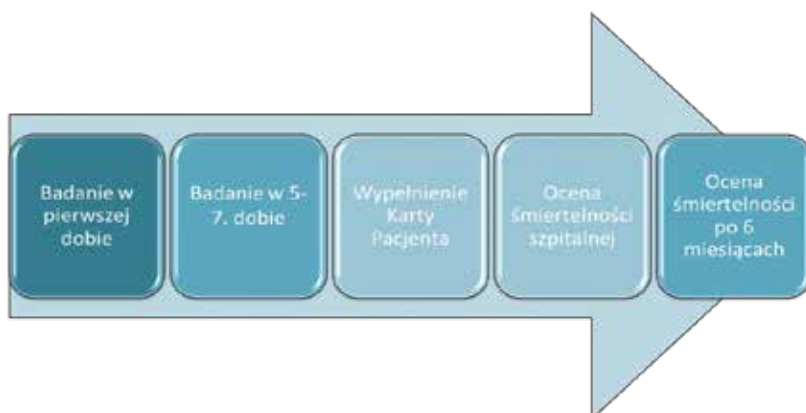 Badanie w
pierwszej
dobie
Badanie w 5-
7. dobie
Wypełnienie
Karty
Pacjenta
Ocena
śmiertelności
szpitalnej
Ocena
śmiertelności
po 6
miesiącach